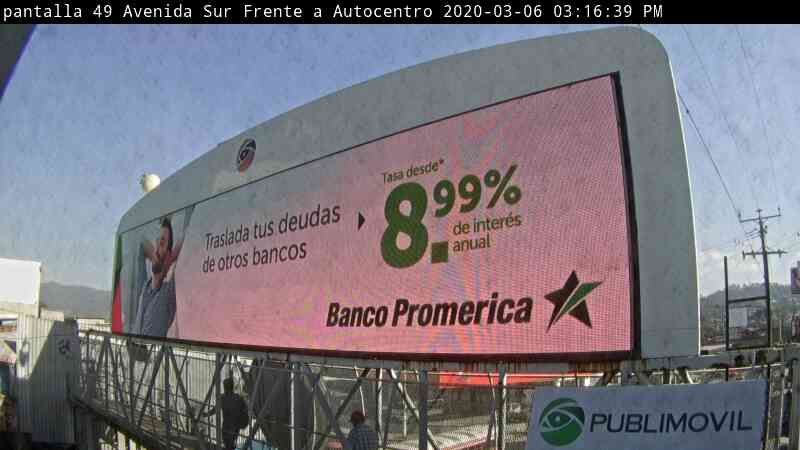 pantalla 49 Avenida Sur Frente a Autocentro 2020-03-06 03:16:39 PM
Traslada tus deudas
de otros bancos
Tasa desde*
8.99%
de interés
anual
Banco Promerica
PUBLIMOVIL